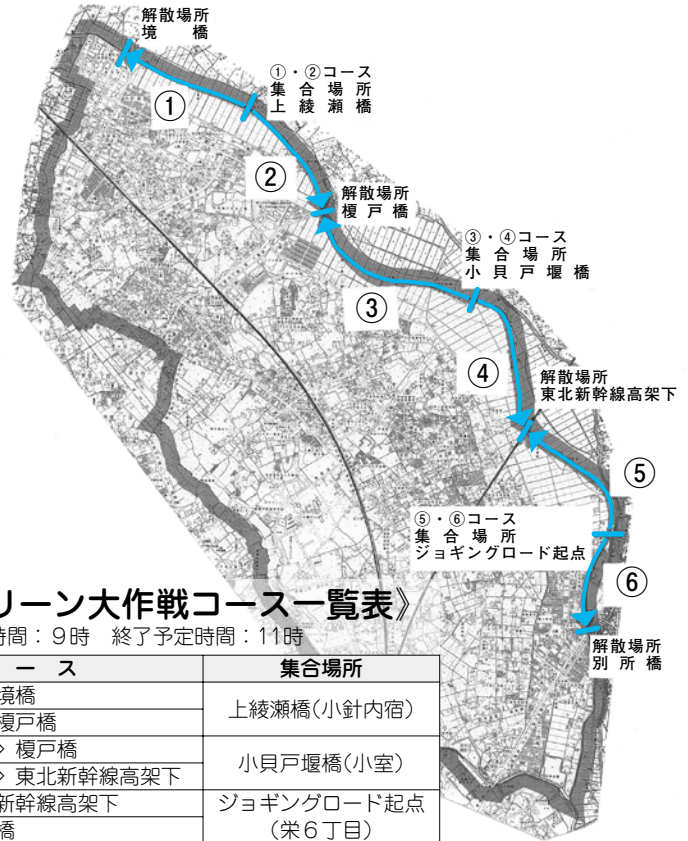 解散場所
境橋
①・②コース
集合場所
上綾瀬橋
①
②
解散場所
榎戸橋
③・④コース
集合場所
小貝戸堰橋
③
④
解散場所
東北新幹線高架下
⑤
⑤・⑥コース
集合場所
ジョギングロード起点
⑥
解散場所
別所橋
リーン大作戦コース一覧表》
時間：９時　終了予定時間：11時
ース
集合場所
境橋
榎戸橋
上綾瀬橋(小針内宿)
榎戸橋
東北新幹線高架下
小貝戸堰橋(小室)
新幹線高架下
橋
ジョギングロード起点
(栄６丁目)